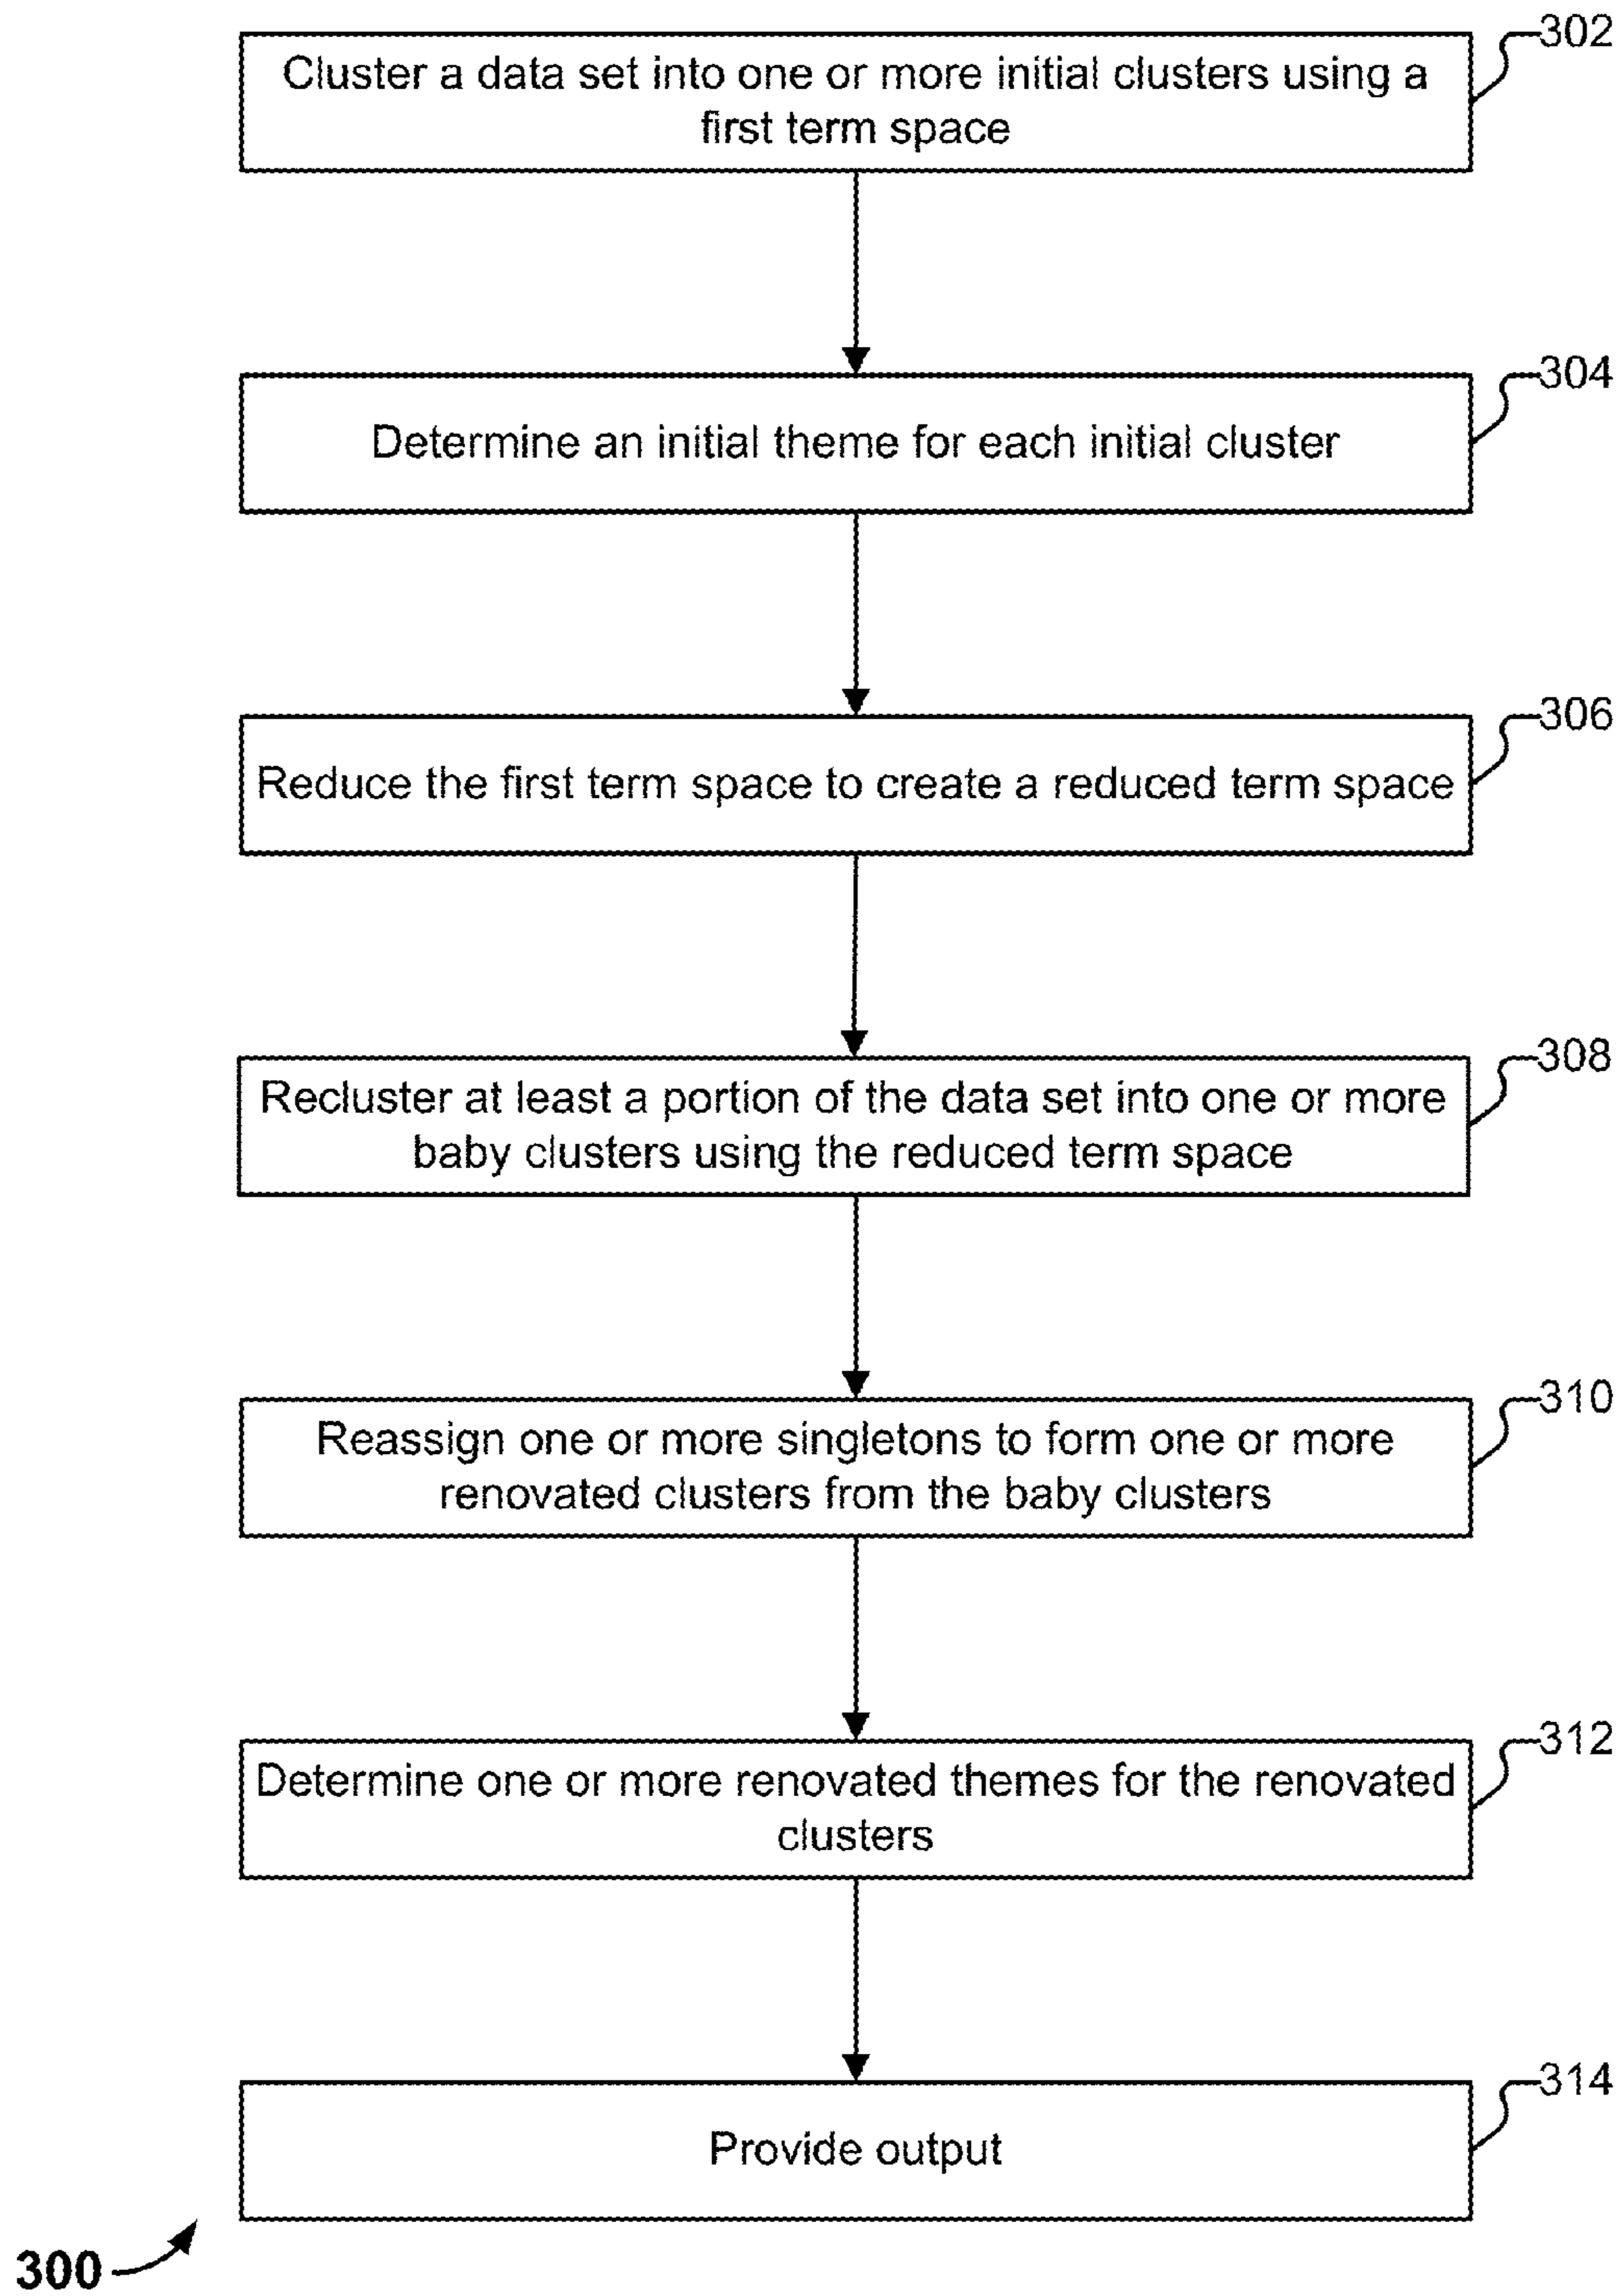 302
Cluster a data set into one or more initial clusters using a
first term space
304
Determine an initial theme for each initial cluster
306
Reduce the first term space to create a reduced term space
308
Recluster at least a portion of the data set into one or more
baby clusters using the reduced term space
310
Reassign one or more singletons to form one or more
renovated clusters from the baby clusters
312
Determine one or more renovated themes for the renovated
clusters
314
Provide output
300